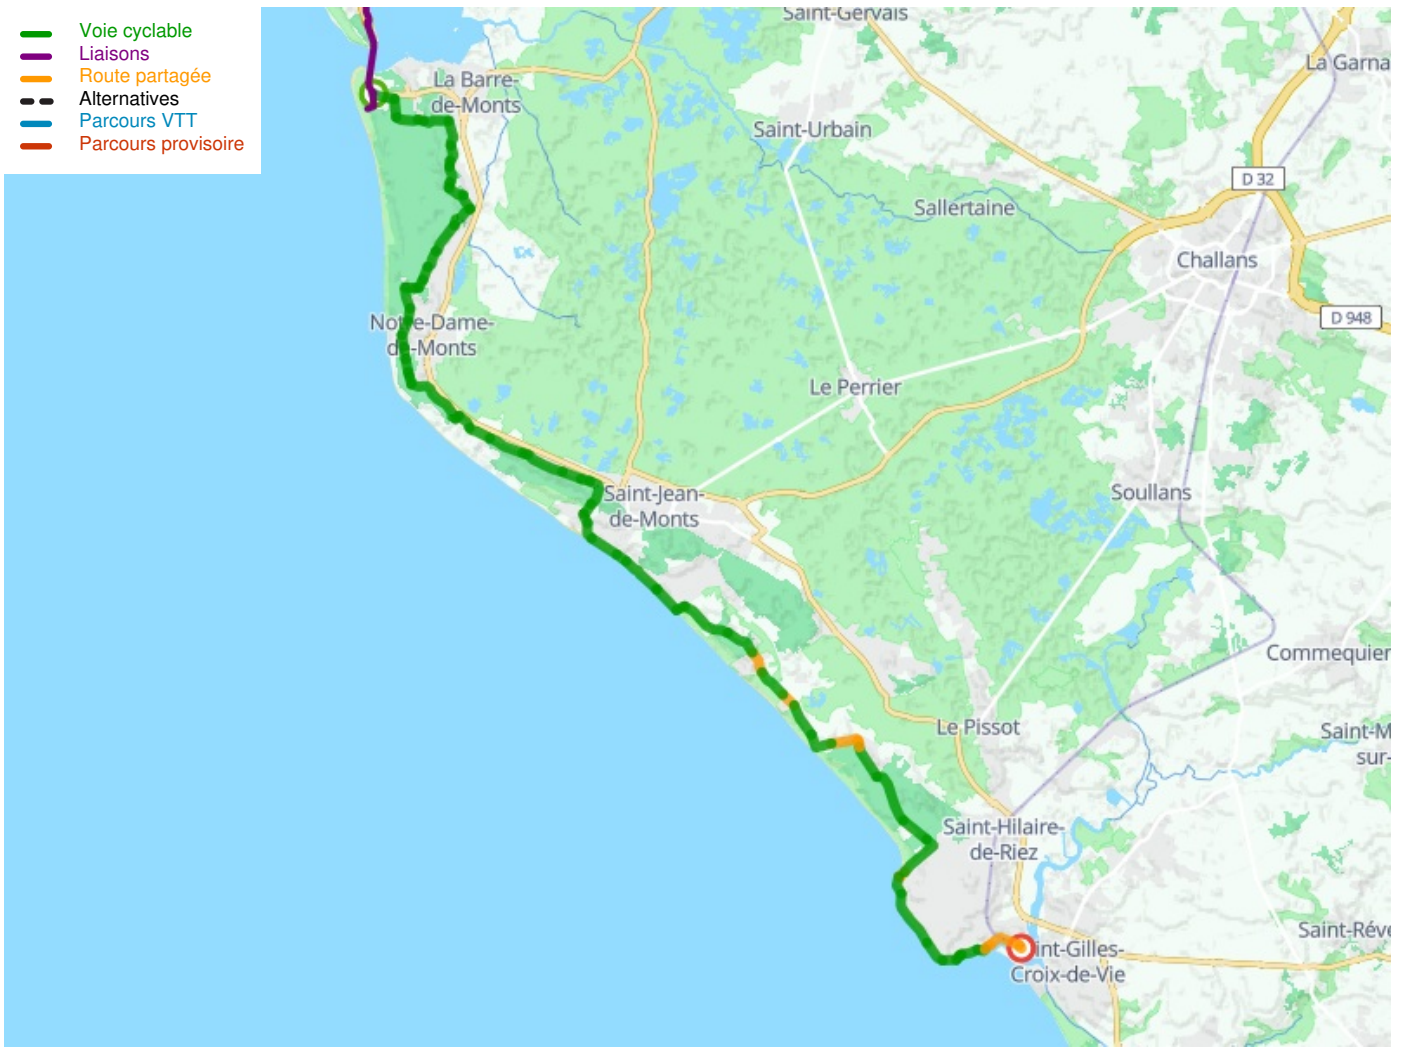 Voie cyclable
Liaisons
Route partagée
Alternatives
Parcours VTT
Parcours provisoire
Saint-Gervais
La Garna
La Barre-
de-Monts
Saint-Urbain
D 32
Sallertaine
Challans
D 948
Notre-Dame-
de-Monts
Le Perrier
Saint-Jean-
de-Monts
Soullans
Commequier
Le Pissot
Saint-M
sur-
Saint-Hilaire-
de-Riez
Saint-Réve
int-Gilles-
Croix-de-Vie